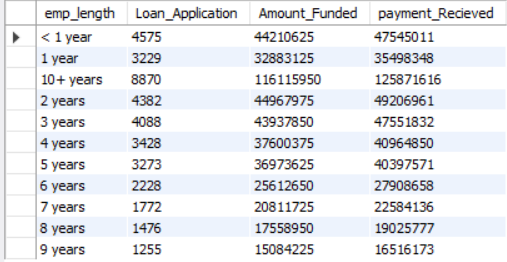 emp_length Loan_Application Amount_Funded payment_Recieved
< 1 year 4575 44210625 47545011
1 year 3229 32883125 35498348
10+ years 8870 116115950 125871616
2 years 4382 44967975 49206961
3 years 4088 43937850 47551832
4 years 3428 37600375 40964850
5 years 3273 36973625 40397571
6 years 2228 25612650 27908658
7 years 1772 20811725 22584136
8 years 1476 17558950 19025777
9 years 1255 15084225 16516173